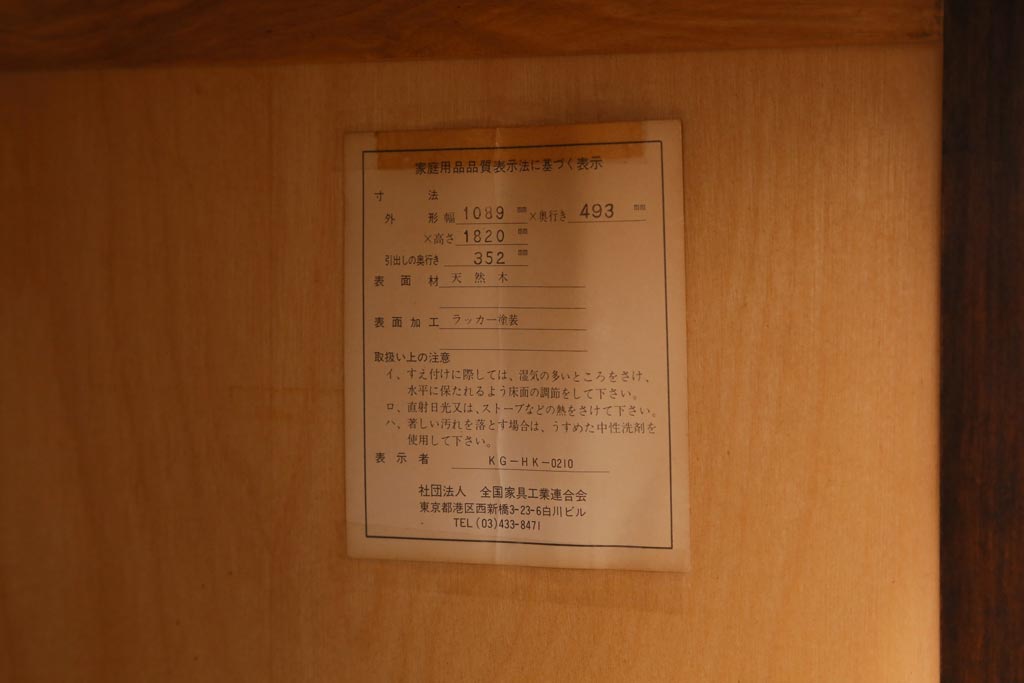 家庭用品品質表示法に基づく表示
寸法
外形 幅 1089 mm ×奥行き 493 mm
×高さ 1820 mm
引出しの奥行き 352 mm
表面材 天然木
表面加工 ラッカー塗装
取扱い上の注意
イ、すえ付けに際しては、湿気の多いところをさけ、
水平に保たれるよう床面の調節をして下さい。
ロ、直射日光又は、ストーブなどの熱をさけて下さい。
ハ、著しい汚れを落とす場合は、うすめた中性洗剤を
使用して下さい。
表示者 KG-HK-0210
社団法人 全国家具工業連合会
東京都港区西新橋3-23-6白川ビル
TEL (03)433-8471